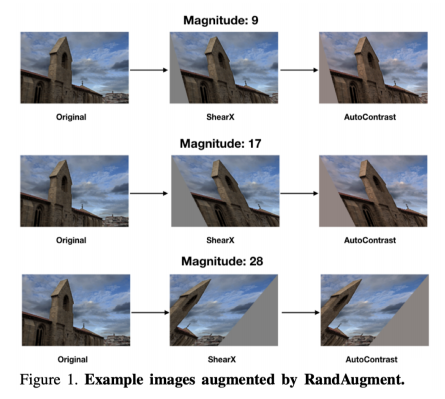 Magnitude: 9
Original
ShearX
AutoContrast
Magnitude: 17
Original
ShearX
AutoContrast
Magnitude: 28
Original
ShearX
AutoContrast
Figure 1. Example images augmented by RandAugment.